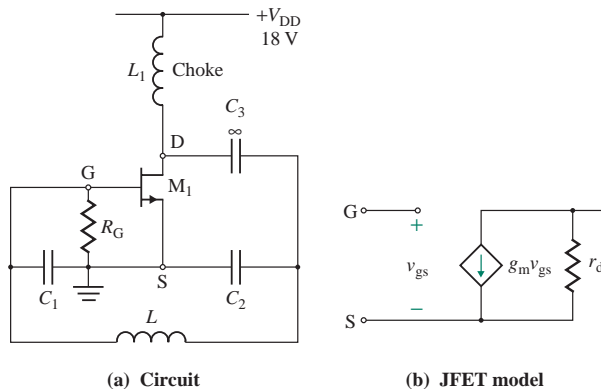 +V_DD
18 V
L_1 Choke
C_3
∞
D
G
M_1
R_G
S
C_1
C_2
L
(a) Circuit
G
+
v_gs
g_m v_gs
r_d
−
S
(b) JFET model